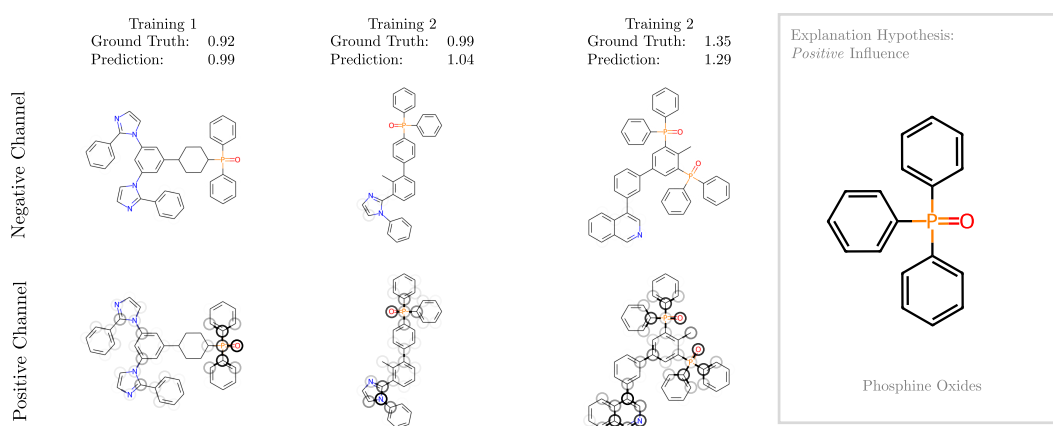 Training 1
Ground Truth: 0.92
Prediction: 0.99
Training 2
Ground Truth: 0.99
Prediction: 1.04
Training 2
Ground Truth: 1.35
Prediction: 1.29
Explanation Hypothesis:
Positive Influence
Negative Channel
N
N
N
N
P
O
O
P
N
N
P
O
O
P
N
P
O
Positive Channel
N
N
N
N
P
O
O
P
N
N
P
O
O
P
N
Phosphine Oxides